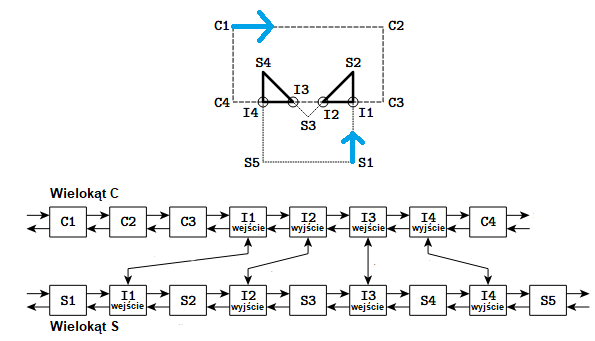 C1 C2
S4 S2
I3
C4 C3
I4 I2 I1
S3
S5 S1
Wielokąt C
C1 C2 C3 I1 I2 I3 I4 C4
wejście wyjście wejście wyjście
S1 I1 S2 I2 S3 I3 S4 I4 S5
wejście wyjście wejście wyjście
Wielokąt S